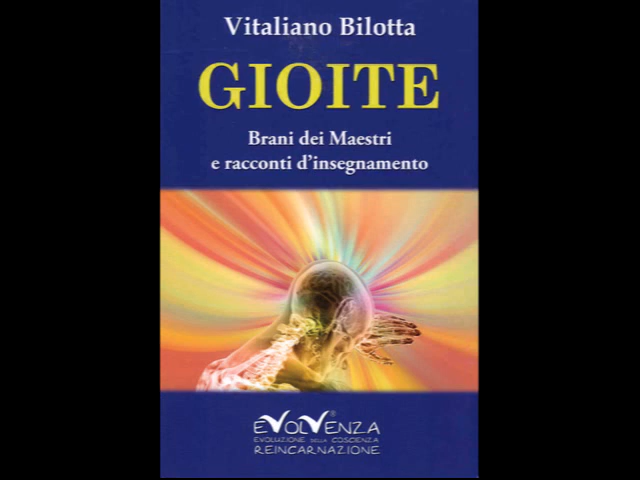 Vitaliano Bilotta
GIOITE
Brani dei Maestri
e racconti d'insegnamento
EVOLVENZA®
EVOLUZIONE DELLA COSCIENZA
REINCARNAZIONE